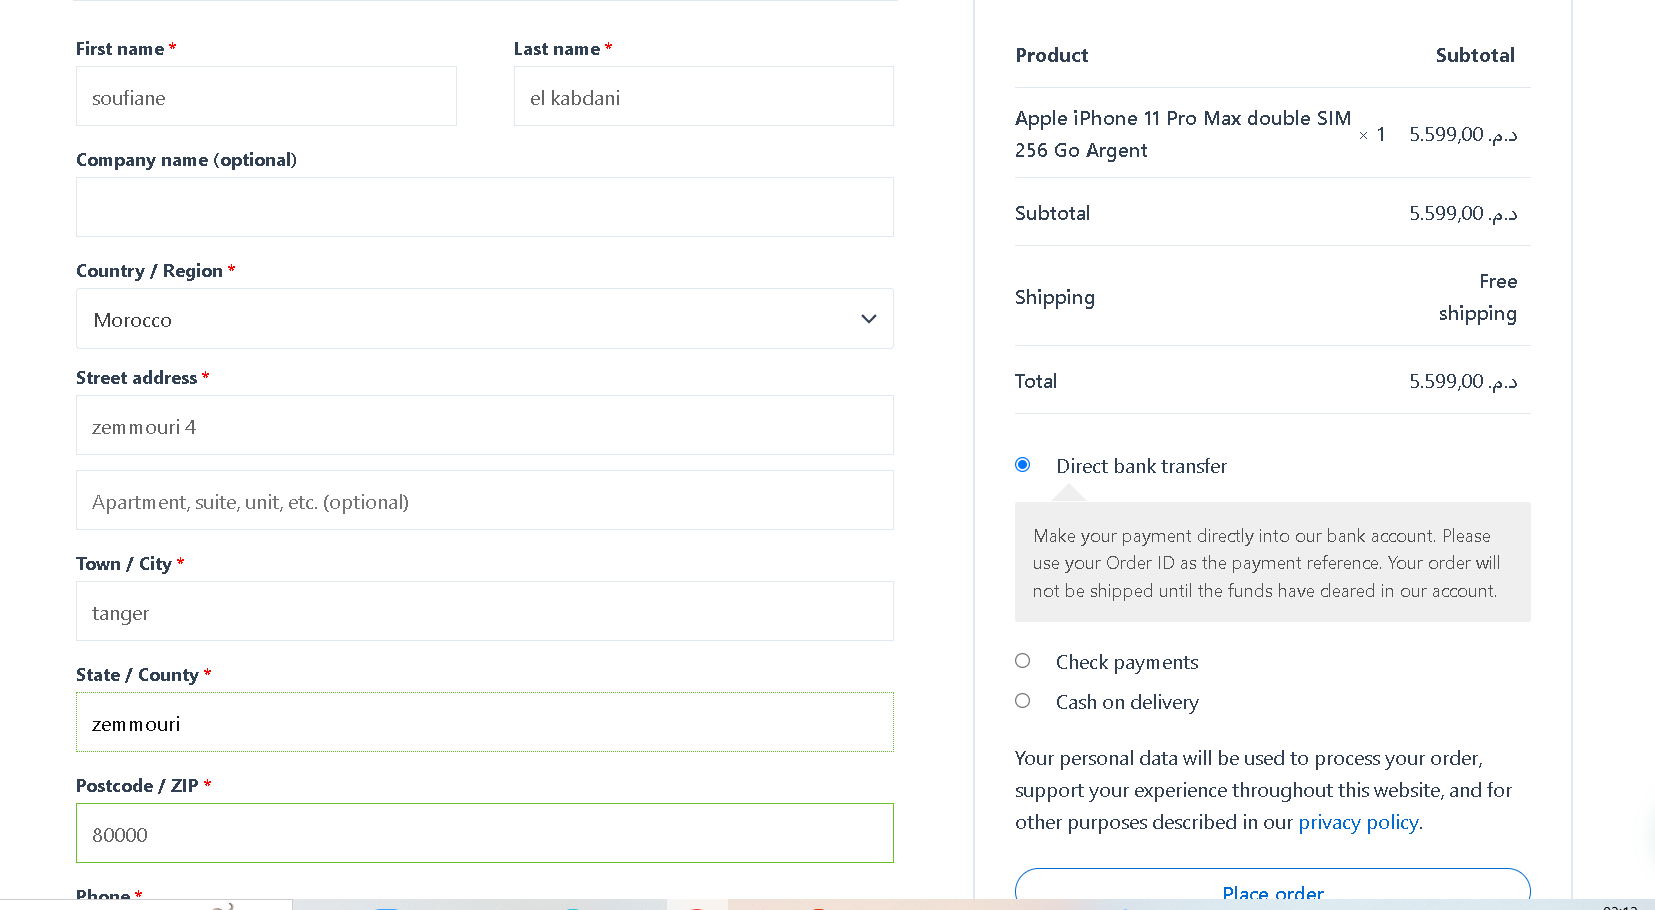 First name *
Last name *
soufiane
el kabdani
Company name (optional)
Country / Region *
Morocco
Street address *
zemmouri 4
Apartment, suite, unit, etc. (optional)
Town / City *
tanger
State / County *
zemmouri
Postcode / ZIP *
80000
Phone *
Product
Subtotal
Apple iPhone 11 Pro Max double SIM
256 Go Argent
× 1
5.599,00 د.م.
Subtotal
5.599,00 د.م.
Shipping
Free
shipping
Total
5.599,00 د.م.
Direct bank transfer
Make your payment directly into our bank account. Please
use your Order ID as the payment reference. Your order will
not be shipped until the funds have cleared in our account.
Check payments
Cash on delivery
Your personal data will be used to process your order,
support your experience throughout this website, and for
other purposes described in our privacy policy.
Place order